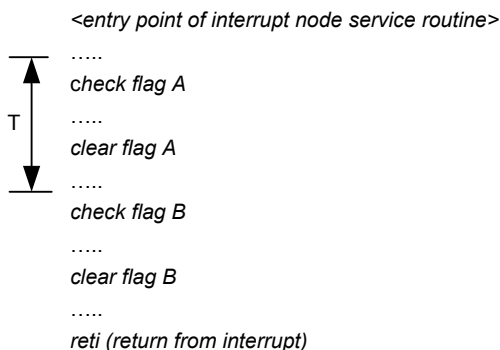 <entry point of interrupt node service routine>
…..
check flag A
T
…..
clear flag A
…..
check flag B
…..
clear flag B
…..
reti (return from interrupt)